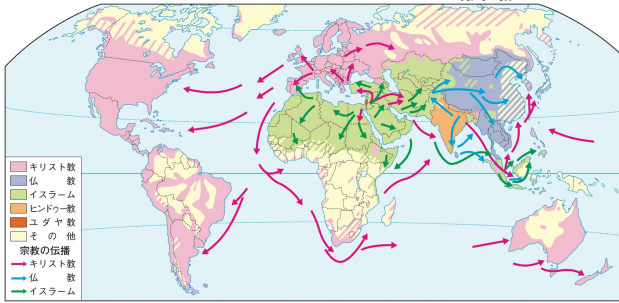 キリスト教
仏 教
イスラーム
ヒンドゥー教
ユダヤ教
その他
宗教の伝播
キリスト教
仏 教
イスラーム